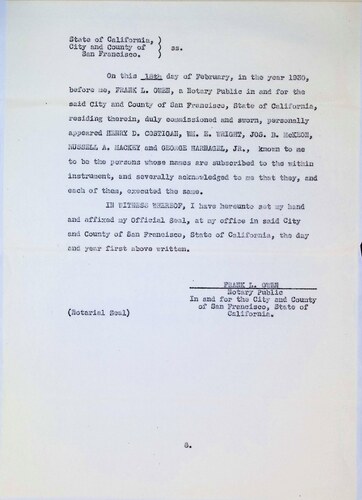 State of California, )
City and County of ) ss.
San Francisco. )
On this 18th day of February, in the year 1930,
before me, FRANK L. OWEN, a Notary Public in and for the
said City and County of San Francisco, State of California,
residing therein, duly commissioned and sworn, personally
appeared HENRY D. COSTIGAN, WM. H. WRIGHT, JOS. B. McKEON,
RUSSELL A. MACKEY and GEORGE HABNAGEL, JR., known to me
to be the persons whose names are subscribed to the within
instrument, and severally acknowledged to me that they, and
each of them, executed the same.
IN WITNESS THEREOF, I have hereunto set my hand
and affixed my Official Seal, at my office in said City
and County of San Francisco, State of California, the day
and year first above written.
FRANK L. OWEN
Notary Public
In and for the City and County
of San Francisco, State of
California.
(Notarial Seal)